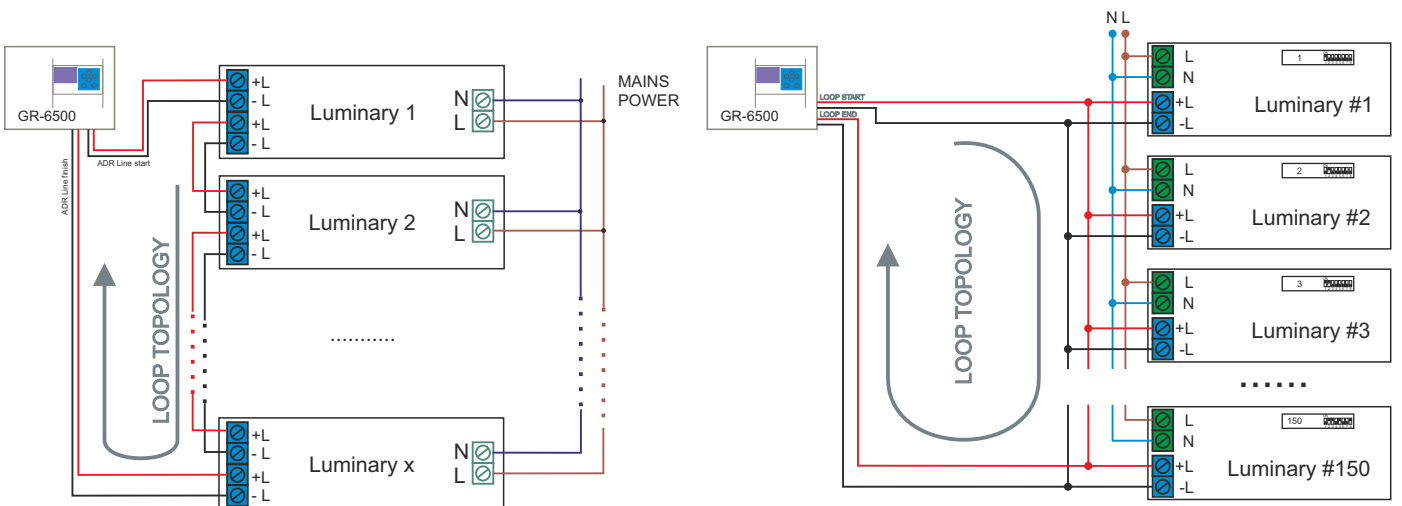 GR-6500
ADR Line start
ADR Line finish
LOOP TOPOLOGY
+L
- L
+L
- L
Luminary 1
N
L
MAINS
POWER
+L
- L
+L
- L
Luminary 2
N
L
...........
+L
- L
+L
- L
Luminary x
N
L
N L
GR-6500
LOOP START
LOOP END
LOOP TOPOLOGY
L
N
+L
-L
1
Luminary #1
L
N
+L
-L
2
Luminary #2
L
N
+L
-L
3
Luminary #3
......
L
N
+L
-L
150
Luminary #150